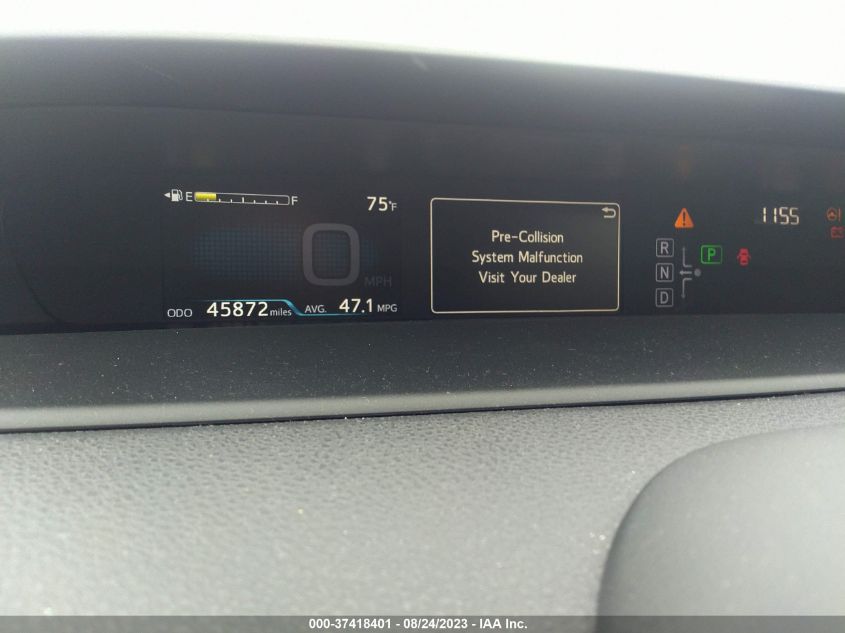 E F 75°F
0 MPH
ODO 45872 miles AVG. 47.1 MPG
Pre-Collision
System Malfunction
Visit Your Dealer
1155
R P
N
D
000-37418401 - 08/24/2023 - IAA Inc.